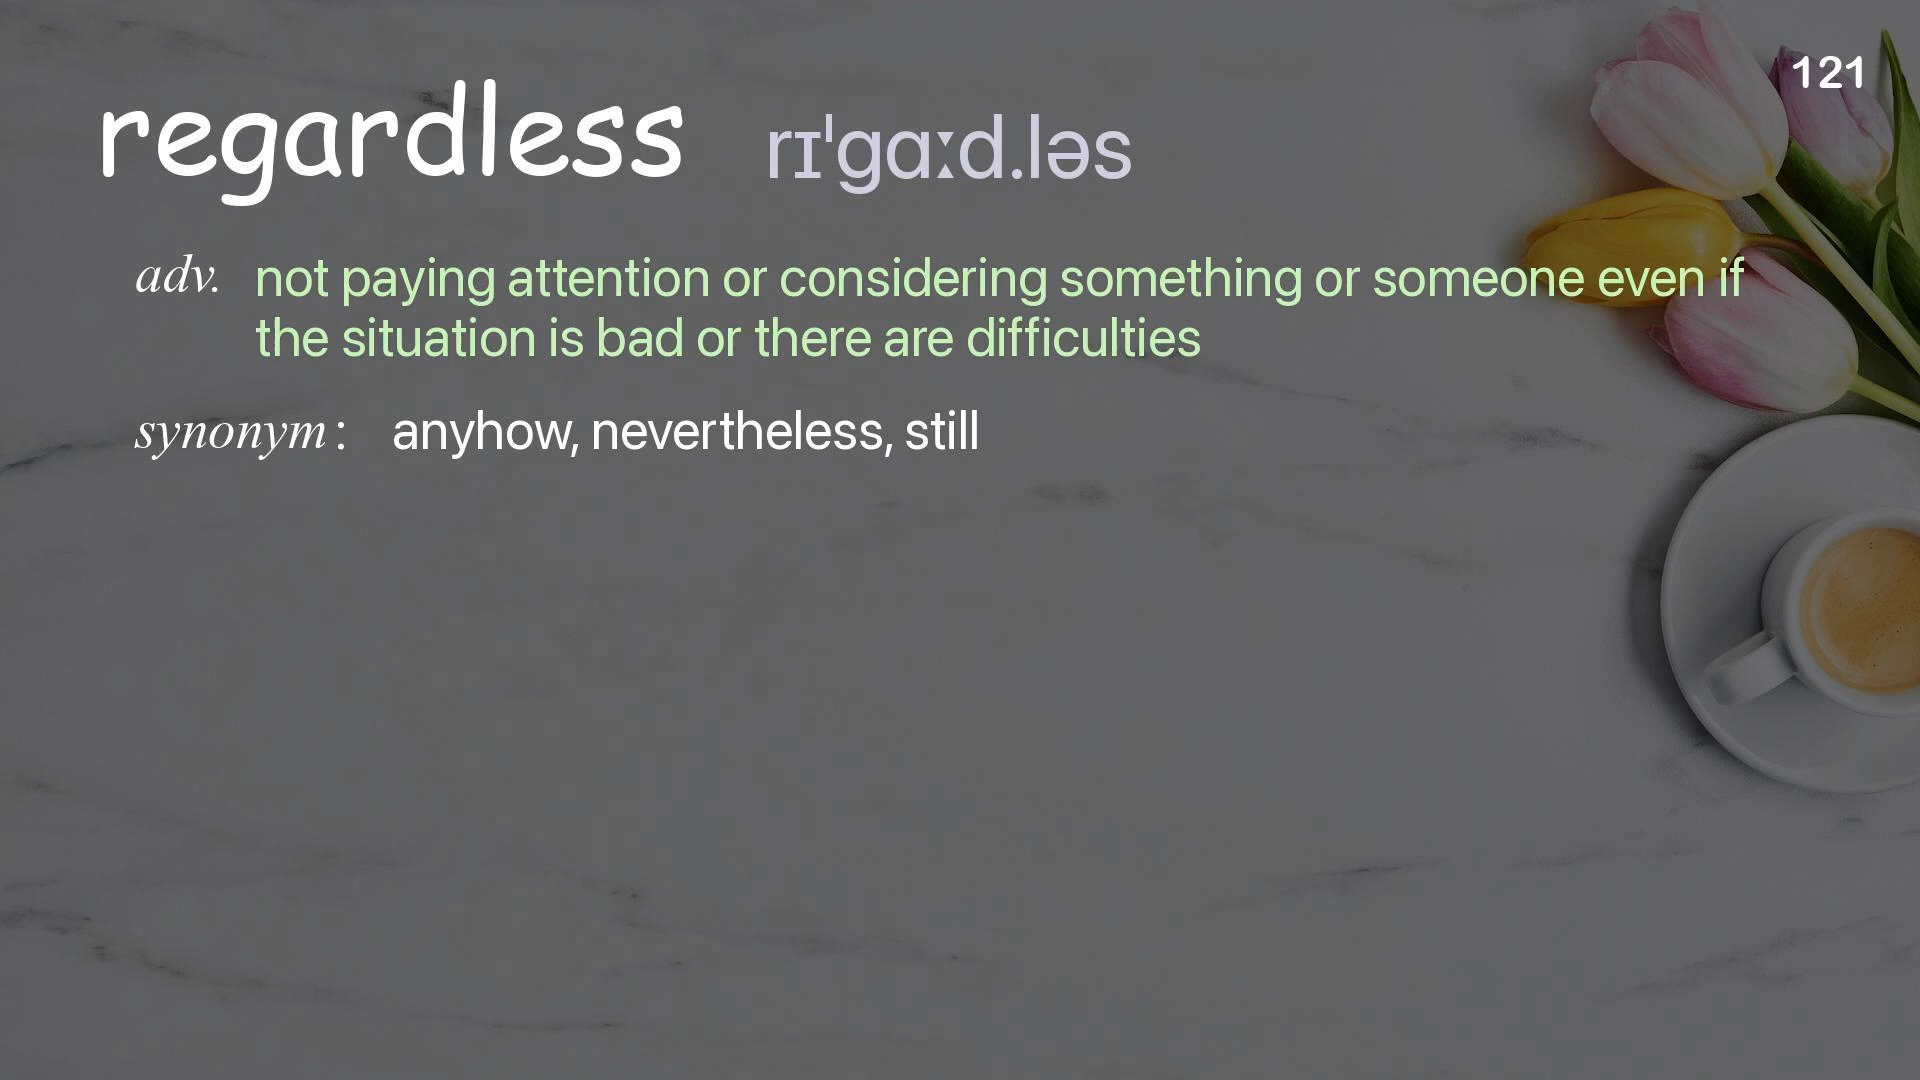 121
regardless rɪˈɡɑːd.ləs
adv. not paying attention or considering something or someone even if
the situation is bad or there are difficulties
synonym : anyhow, nevertheless, still